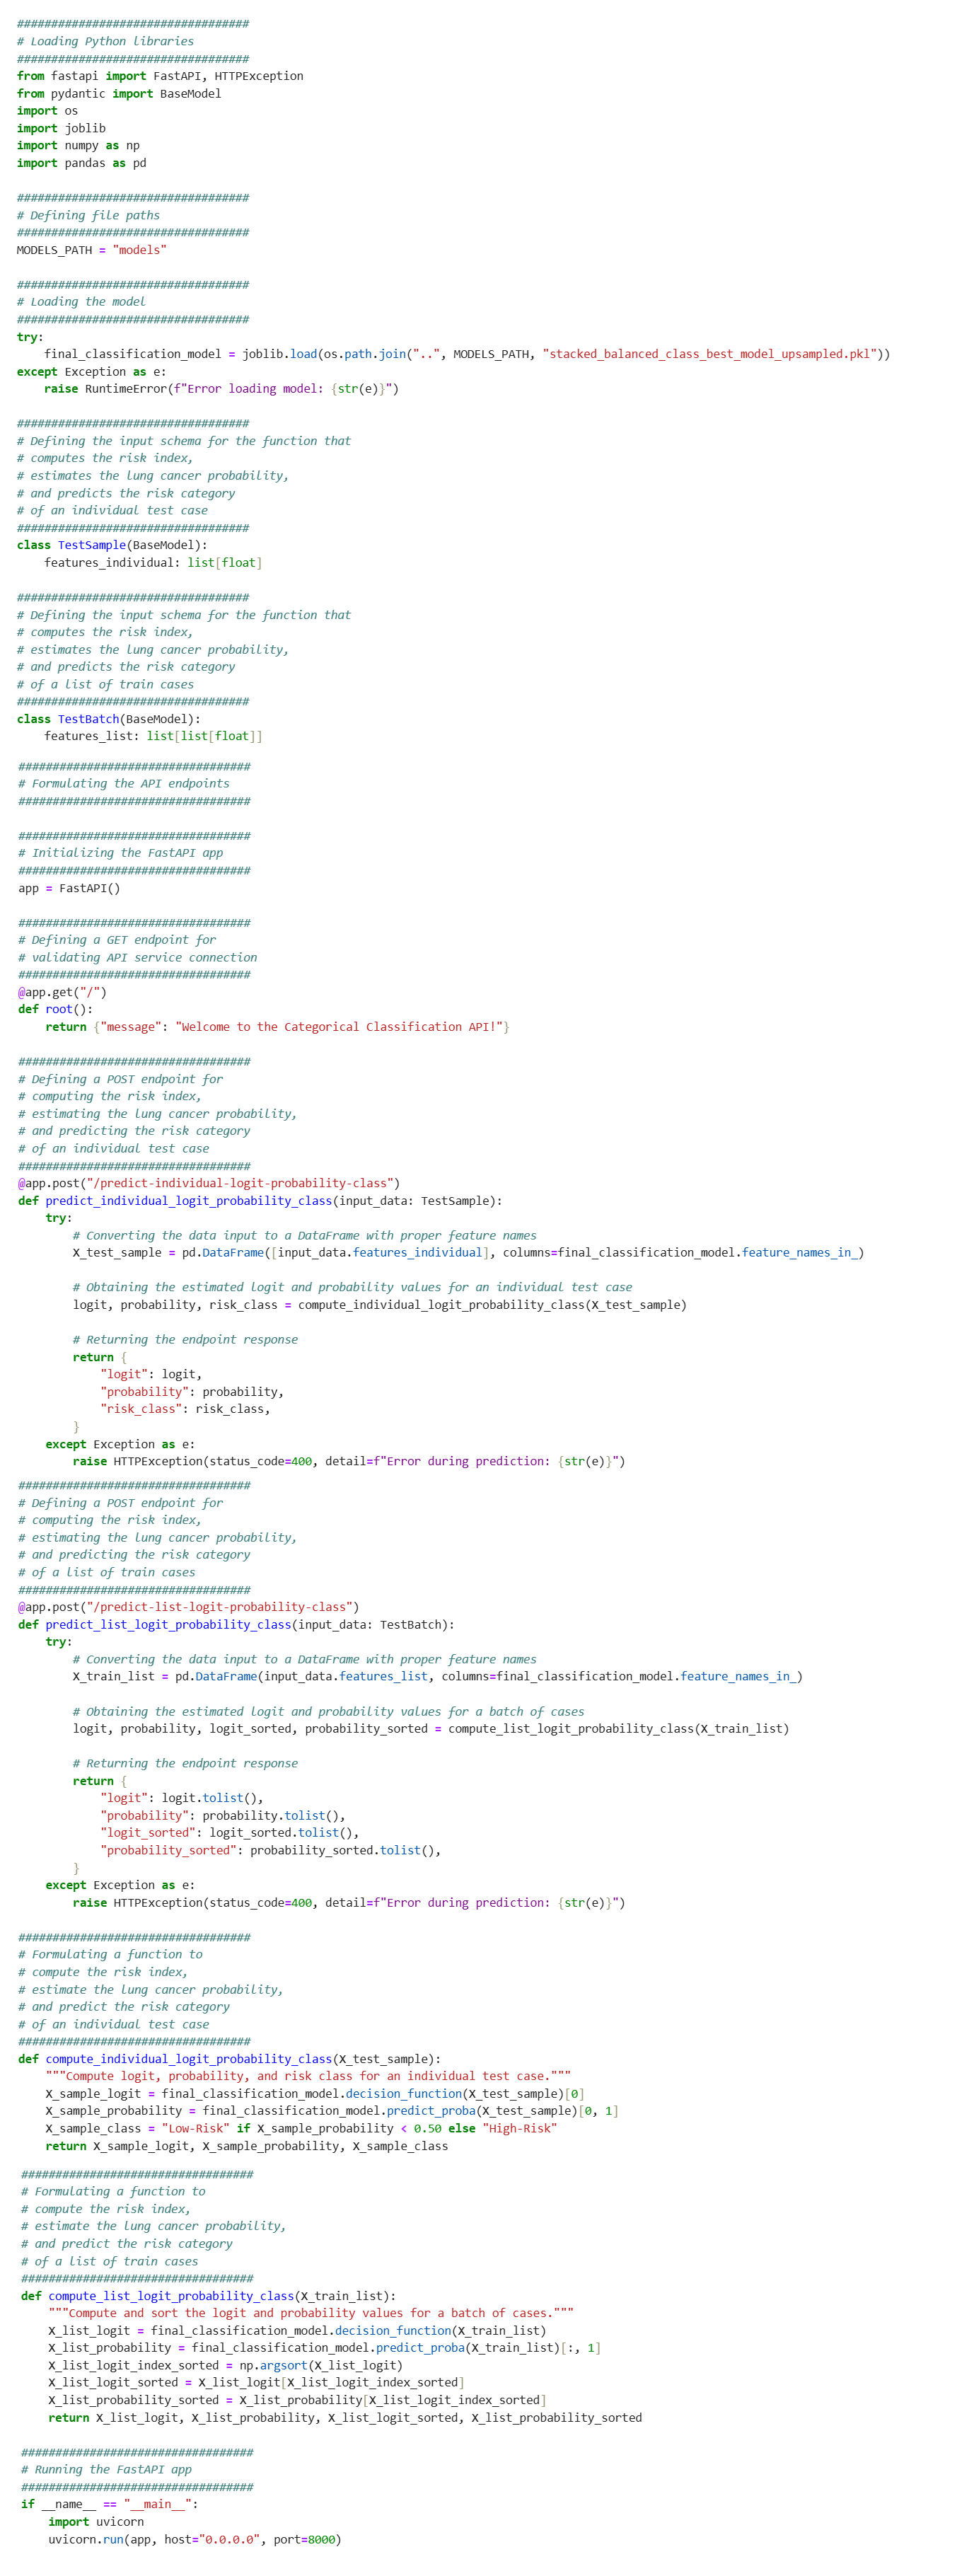 ##################################
# Loading Python libraries
##################################
from fastapi import FastAPI, HTTPException
from pydantic import BaseModel
import os
import joblib
import numpy as np
import pandas as pd

##################################
# Defining file paths
##################################
MODELS_PATH = "models"

##################################
# Loading the model
##################################
try:
    final_classification_model = joblib.load(os.path.join("..", MODELS_PATH, "stacked_balanced_class_best_model_upsampled.pkl"))
except Exception as e:
    raise RuntimeError(f"Error loading model: {str(e)}")

##################################
# Defining the input schema for the function that
# computes the risk index,
# estimates the lung cancer probability,
# and predicts the risk category
# of an individual test case
##################################
class TestSample(BaseModel):
    features_individual: list[float]

##################################
# Defining the input schema for the function that
# computes the risk index,
# estimates the lung cancer probability,
# and predicts the risk category
# of a list of train cases
##################################
class TestBatch(BaseModel):
    features_list: list[list[float]]

##################################
# Formulating the API endpoints
##################################

##################################
# Initializing the FastAPI app
##################################
app = FastAPI()

##################################
# Defining a GET endpoint for
# validating API service connection
##################################
@app.get("/")
def root():
    return {"message": "Welcome to the Categorical Classification API!"}

##################################
# Defining a POST endpoint for
# computing the risk index,
# estimating the lung cancer probability,
# and predicting the risk category
# of an individual test case
##################################
@app.post("/predict-individual-logit-probability-class")
def predict_individual_logit_probability_class(input_data: TestSample):
    try:
        # Converting the data input to a DataFrame with proper feature names
        X_test_sample = pd.DataFrame([input_data.features_individual], columns=final_classification_model.feature_names_in_)

        # Obtaining the estimated logit and probability values for an individual test case
        logit, probability, risk_class = compute_individual_logit_probability_class(X_test_sample)

        # Returning the endpoint response
        return {
            "logit": logit,
            "probability": probability,
            "risk_class": risk_class,
        }
    except Exception as e:
        raise HTTPException(status_code=400, detail=f"Error during prediction: {str(e)}")
##################################
# Defining a POST endpoint for
# computing the risk index,
# estimating the lung cancer probability,
# and predicting the risk category
# of a list of train cases
##################################
@app.post("/predict-list-logit-probability-class")
def predict_list_logit_probability_class(input_data: TestBatch):
    try:
        # Converting the data input to a DataFrame with proper feature names
        X_train_list = pd.DataFrame(input_data.features_list, columns=final_classification_model.feature_names_in_)

        # Obtaining the estimated logit and probability values for a batch of cases
        logit, probability, logit_sorted, probability_sorted = compute_list_logit_probability_class(X_train_list)

        # Returning the endpoint response
        return {
            "logit": logit.tolist(),
            "probability": probability.tolist(),
            "logit_sorted": logit_sorted.tolist(),
            "probability_sorted": probability_sorted.tolist(),
        }
    except Exception as e:
        raise HTTPException(status_code=400, detail=f"Error during prediction: {str(e)}")

##################################
# Formulating a function to
# compute the risk index,
# estimate the lung cancer probability,
# and predict the risk category
# of an individual test case
##################################
def compute_individual_logit_probability_class(X_test_sample):
    """Compute logit, probability, and risk class for an individual test case."""
    X_sample_logit = final_classification_model.decision_function(X_test_sample)[0]
    X_sample_probability = final_classification_model.predict_proba(X_test_sample)[0, 1]
    X_sample_class = "Low-Risk" if X_sample_probability < 0.50 else "High-Risk"
    return X_sample_logit, X_sample_probability, X_sample_class

##################################
# Formulating a function to
# compute the risk index,
# estimate the lung cancer probability,
# and predict the risk category
# of a list of train cases
##################################
def compute_list_logit_probability_class(X_train_list):
    """Compute and sort the logit and probability values for a batch of cases."""
    X_list_logit = final_classification_model.decision_function(X_train_list)
    X_list_probability = final_classification_model.predict_proba(X_train_list)[:, 1]
    X_list_logit_index_sorted = np.argsort(X_list_logit)
    X_list_logit_sorted = X_list_logit[X_list_logit_index_sorted]
    X_list_probability_sorted = X_list_probability[X_list_logit_index_sorted]
    return X_list_logit, X_list_probability, X_list_logit_sorted, X_list_probability_sorted

##################################
# Running the FastAPI app
##################################
if __name__ == "__main__":
    import uvicorn
    uvicorn.run(app, host="0.0.0.0", port=8000)